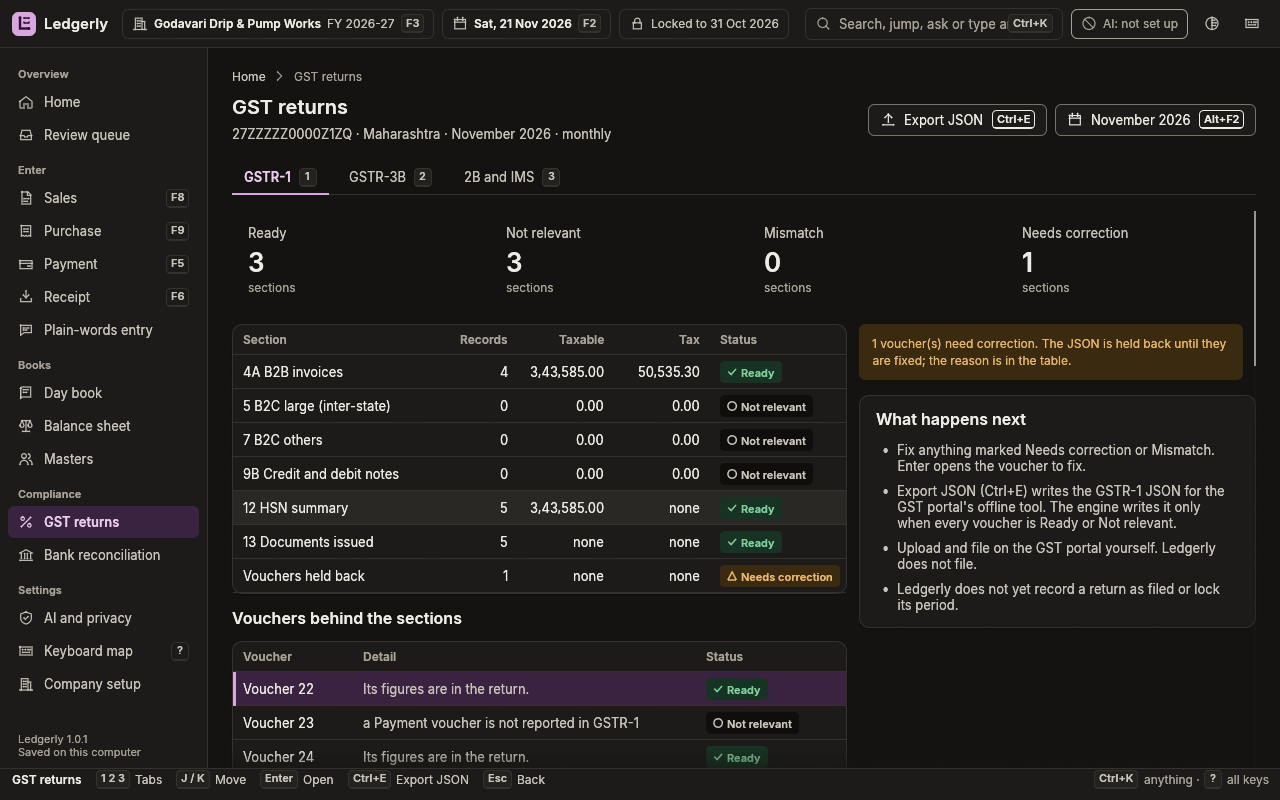 Ledgerly
Godavari Drip & Pump Works FY 2026-27 F3
Sat, 21 Nov 2026 F2
Locked to 31 Oct 2026
Search, jump, ask or type a Ctrl+K
AI: not set up
Overview
Home
Review queue
Enter
Sales F8
Purchase F9
Payment F5
Receipt F6
Plain-words entry
Books
Day book
Balance sheet
Masters
Compliance
GST returns
Bank reconciliation
Settings
AI and privacy
Keyboard map ?
Company setup
Ledgerly 1.0.1
Saved on this computer
Home > GST returns
GST returns
27ZZZZZ0000Z1ZQ · Maharashtra · November 2026 · monthly
Export JSON Ctrl+E
November 2026 Alt+F2
GSTR-1 1 GSTR-3B 2 2B and IMS 3
Ready Not relevant Mismatch Needs correction
3 3 0 1
sections sections sections sections
Section Records Taxable Tax Status
4A B2B invoices 4 3,43,585.00 50,535.30 Ready
5 B2C large (inter-state) 0 0.00 0.00 Not relevant
7 B2C others 0 0.00 0.00 Not relevant
9B Credit and debit notes 0 0.00 0.00 Not relevant
12 HSN summary 5 3,43,585.00 none Ready
13 Documents issued 5 none none Ready
Vouchers held back 1 none none Needs correction
1 voucher(s) need correction. The JSON is held back until they
are fixed; the reason is in the table.
What happens next
• Fix anything marked Needs correction or Mismatch.
Enter opens the voucher to fix.
• Export JSON (Ctrl+E) writes the GSTR-1 JSON for the
GST portal's offline tool. The engine writes it only
when every voucher is Ready or Not relevant.
• Upload and file on the GST portal yourself. Ledgerly
does not file.
• Ledgerly does not yet record a return as filed or lock
its period.
Vouchers behind the sections
Voucher Detail Status
Voucher 22 Its figures are in the return. Ready
Voucher 23 a Payment voucher is not reported in GSTR-1 Not relevant
Voucher 24 Its figures are in the return. Ready
GST returns 1 2 3 Tabs J / K Move Enter Open Ctrl+E Export JSON Esc Back
Ctrl+K anything · ? all keys